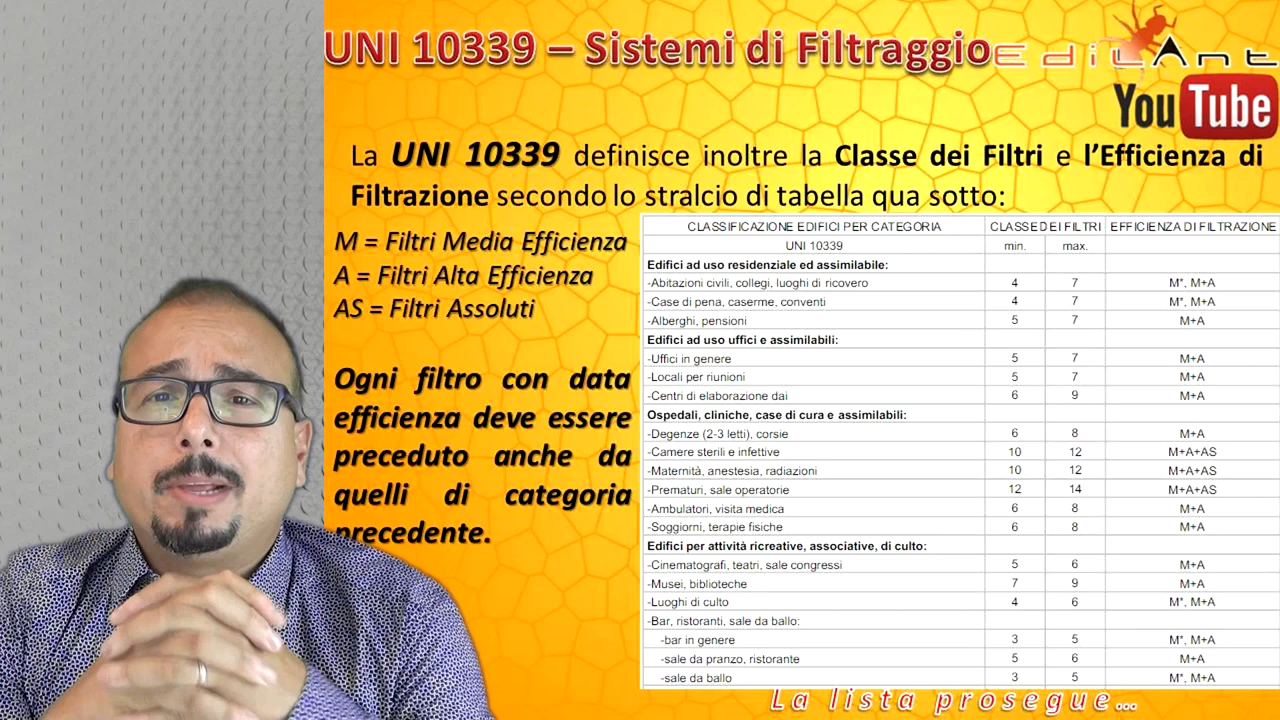 UNI 10339 – Sistemi di Filtraggio
EdilAnt
YouTube
La UNI 10339 definisce inoltre la Classe dei Filtri e l'Efficienza di
Filtrazione secondo lo stralcio di tabella qua sotto:
M = Filtri Media Efficienza
A = Filtri Alta Efficienza
AS = Filtri Assoluti
Ogni filtro con data
efficienza deve essere
preceduto anche da
quelli di categoria
precedente.
CLASSIFICAZIONE EDIFICI PER CATEGORIA CLASSE DEI FILTRI EFFICIENZA DI FILTRAZIONE
UNI 10339 min. max.
Edifici ad uso residenziale ed assimilabile:
-Abitazioni civili, collegi, luoghi di ricovero 4 7 M*, M+A
-Case di pena, caserme, conventi 4 7 M*, M+A
-Alberghi, pensioni 5 7 M+A
Edifici ad uso uffici e assimilabili:
-Uffici in genere 5 7 M+A
-Locali per riunioni 5 7 M+A
-Centri di elaborazione dai 6 9 M+A
Ospedali, cliniche, case di cura e assimilabili:
-Degenze (2-3 letti), corsie 6 8 M+A
-Camere sterili e infettive 10 12 M+A+AS
-Maternità, anestesia, radiazioni 10 12 M+A+AS
-Prematuri, sale operatorie 12 14 M+A+AS
-Ambulatori, visita medica 6 8 M+A
-Soggiorni, terapie fisiche 6 8 M+A
Edifici per attività ricreative, associative, di culto:
-Cinematografi, teatri, sale congressi 5 6 M+A
-Musei, biblioteche 7 9 M+A
-Luoghi di culto 4 6 M*, M+A
-Bar, ristoranti, sale da ballo:
-bar in genere 3 5 M*, M+A
-sale da pranzo, ristorante 5 6 M+A
-sale da ballo 3 5 M*, M+A
La lista prosegue...